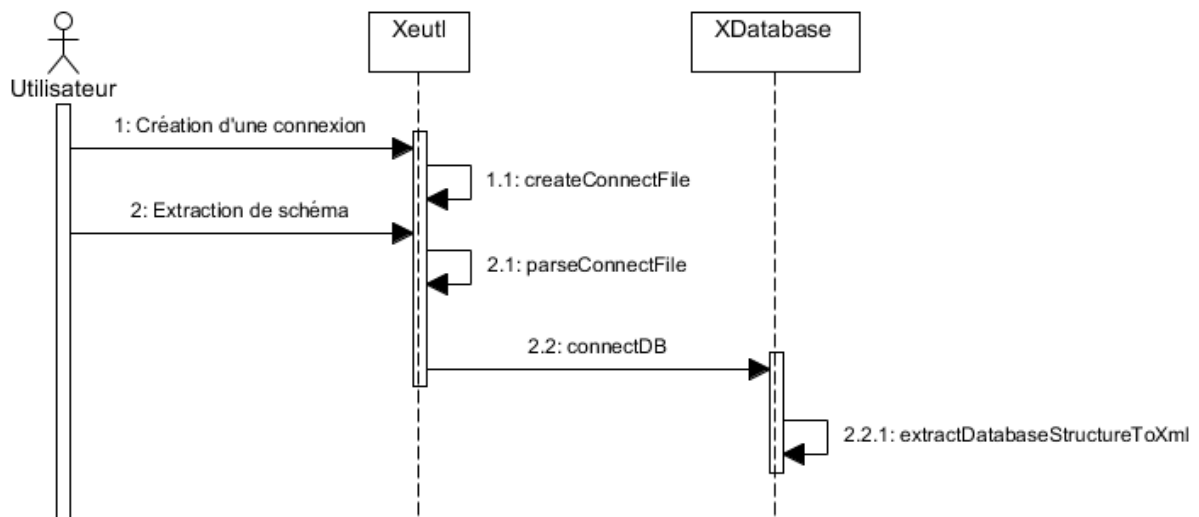 Xeutl
XDatabase
Utilisateur
1: Création d'une connexion
1.1: createConnectFile
2: Extraction de schéma
2.1: parseConnectFile
2.2: connectDB
2.2.1: extractDatabaseStructureToXml